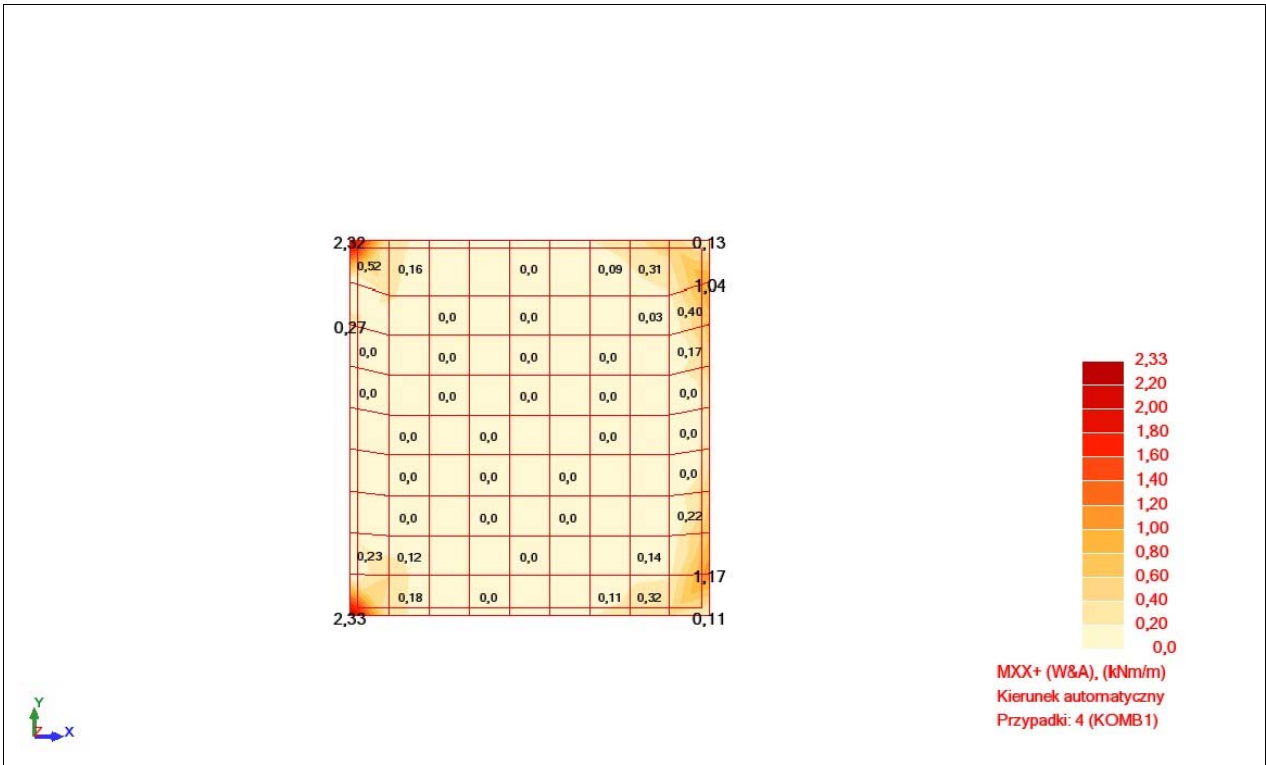 2,32 0,13
0,52 0,16 0,0 0,09 0,31
1,04
0,0 0,0 0,03 0,40
0,27
0,0 0,0 0,0 0,0 0,17
0,0 0,0 0,0 0,0 0,0
0,0 0,0 0,0 0,0
0,0 0,0 0,0 0,0
0,0 0,0 0,0 0,22
0,23 0,12 0,0 0,14
1,17
0,18 0,0 0,11 0,32
2,33 0,11
2,33
2,20
2,00
1,80
1,60
1,40
1,20
1,00
0,80
0,60
0,40
0,20
0,0
MXX+ (W&A), (kNm/m)
Kierunek automatyczny
Przypadki: 4 (KOMB1)
Y
Z X